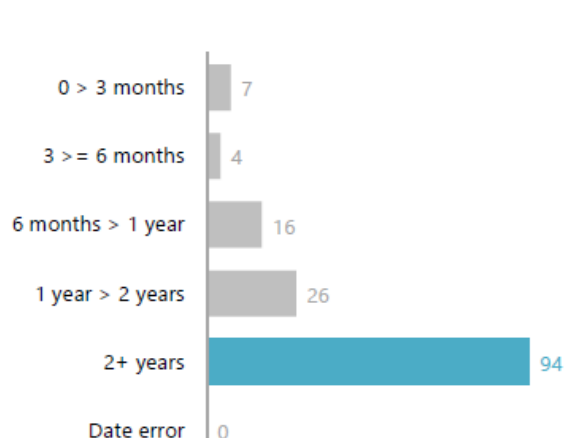 0 > 3 months 7
3 >= 6 months 4
6 months > 1 year 16
1 year > 2 years 26
2+ years 94
Date error 0